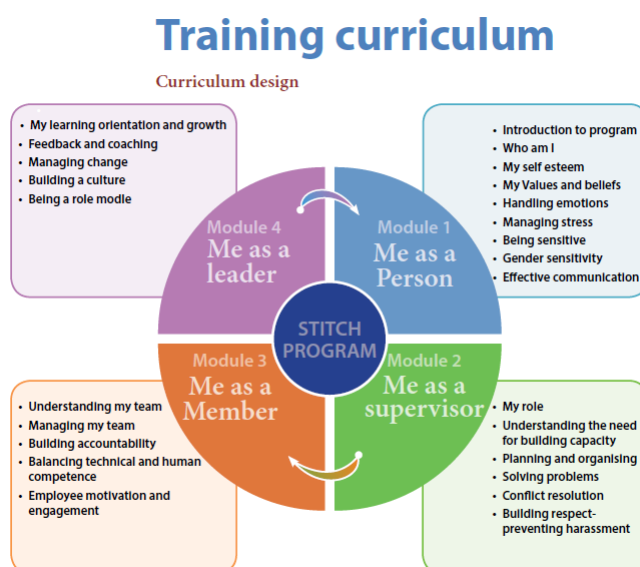 Training curriculum
Curriculum design
• My learning orientation and growth
• Feedback and coaching
• Managing change
• Building a culture
• Being a role modle
• Introduction to program
• Who am I
• My self esteem
• My Values and beliefs
• Handling emotions
• Managing stress
• Being sensitive
• Gender sensitivity
• Effective communication
Module 4
Me as a
leader
Module 1
Me as a
Person
STITCH
PROGRAM
Module 3
Me as a
Member
Module 2
Me as a
supervisor
• Understanding my team
• Managing my team
• Building accountability
• Balancing technical and human
competence
• Employee motivation and
engagement
• My role
• Understanding the need
for building capacity
• Planning and organising
• Solving problems
• Conflict resolution
• Building respect-
preventing harassment